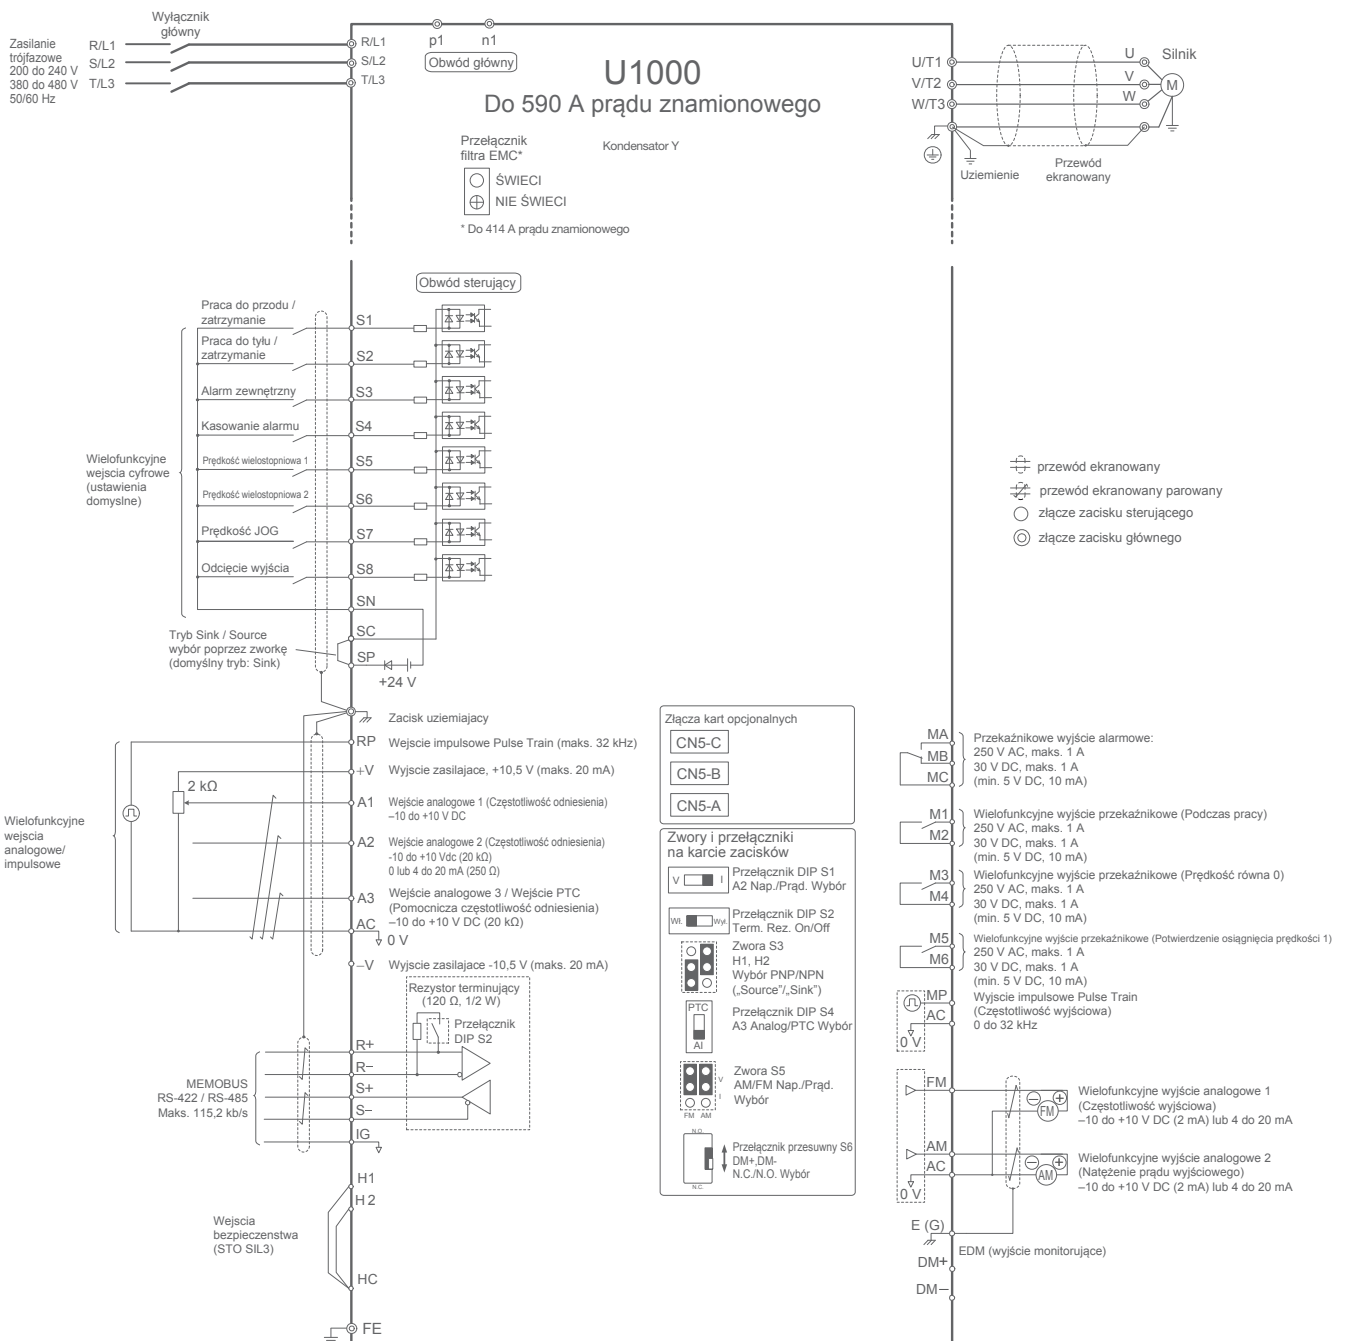 Wyłącznik
główny
Zasilanie
trójfazowe
200 do 240 V
380 do 480 V
50/60 Hz
R/L1
S/L2
T/L3
R/L1
S/L2
T/L3
p1
n1
Obwód główny
U1000
Do 590 A prądu znamionowego
Przełącznik
filtra EMC*
ŚWIECI
NIE ŚWIECI
* Do 414 A prądu znamionowego
Kondensator Y
U/T1
V/T2
W/T3
U
V
W
Silnik
M
Uziemienie
Przewód
ekranowany
Obwód sterujący
Wielofunkcyjne
wejscia cyfrowe
(ustawienia
domyslne)
Praca do przodu /
zatrzymanie
S1
Praca do tyłu /
zatrzymanie
S2
Alarm zewnętrzny
S3
Kasowanie alarmu
S4
Prędkość wielostopniowa 1
S5
Prędkość wielostopniowa 2
S6
Prędkość JOG
S7
Odcięcie wyjścia
S8
SN
SC
SP
+24 V
Tryb Sink / Source
wybór poprzez zworkę
(domyślny tryb: Sink)
przewód ekranowany
przewód ekranowany parowany
złącze zacisku sterującego
złącze zacisku głównego
Zacisk uziemiajacy
Wielofunkcyjne
wejscia
analogowe/
impulsowe
2 kΩ
RP
Wejscie impulsowe Pulse Train (maks. 32 kHz)
+V
Wyjscie zasilajace, +10,5 V (maks. 20 mA)
A1
Wejście analogowe 1 (Częstotliwość odniesienia)
–10 do +10 V DC
A2
Wejście analogowe 2 (Częstotliwość odniesienia)
-10 do +10 Vdc (20 kΩ)
0 lub 4 do 20 mA (250 Ω)
A3
Wejście analogowe 3 / Wejście PTC
(Pomocnicza częstotliwość odniesienia)
–10 do +10 V DC (20 kΩ)
AC
0 V
–V
Wyjscie zasilajace -10,5 V (maks. 20 mA)
Rezystor terminujący
(120 Ω, 1/2 W)
Przełącznik
DIP S2
MEMOBUS
RS-422 / RS-485
Maks. 115,2 kb/s
R+
R–
S+
S–
IG
H1
H 2
HC
Wejscia
bezpieczenstwa
(STO SIL3)
FE
Złącza kart opcjonalnych
CN5-C
CN5-B
CN5-A
Zwory i przełączniki
na karcie zacisków
V
I
Przełącznik DIP S1
A2 Nap./Prąd. Wybór
Wł.
Wył.
Przełącznik DIP S2
Term. Rez. On/Off
Zwora S3
H1, H2
Wybór PNP/NPN
(„Source”/„Sink”)
PTC
AI
Przełącznik DIP S4
A3 Analog/PTC Wybór
V
I
FM AM
Zwora S5
AM/FM Nap./Prąd.
Wybór
N.O.
N.C.
Przełącznik przesuwny S6
DM+,DM-
N.C./N.O. Wybór
MA
MB
MC
Przekaźnikowe wyjście alarmowe:
250 V AC, maks. 1 A
30 V DC, maks. 1 A
(min. 5 V DC, 10 mA)
M1
M2
Wielofunkcyjne wyjście przekaźnikowe (Podczas pracy)
250 V AC, maks. 1 A
30 V DC, maks. 1 A
(min. 5 V DC, 10 mA)
M3
M4
Wielofunkcyjne wyjście przekaźnikowe (Prędkość równa 0)
250 V AC, maks. 1 A
30 V DC, maks. 1 A
(min. 5 V DC, 10 mA)
M5
M6
Wielofunkcyjne wyjście przekaźnikowe (Potwierdzenie osiągnięcia prędkości 1)
250 V AC, maks. 1 A
30 V DC, maks. 1 A
(min. 5 V DC, 10 mA)
MP
AC
0 V
Wyjscie impulsowe Pulse Train
(Częstotliwość wyjściowa)
0 do 32 kHz
FM
FM
Wielofunkcyjne wyjście analogowe 1
(Częstotliwość wyjściowa)
–10 do +10 V DC (2 mA) lub 4 do 20 mA
AM
AC
0 V
AM
Wielofunkcyjne wyjście analogowe 2
(Natężenie prądu wyjściowego)
–10 do +10 V DC (2 mA) lub 4 do 20 mA
E (G)
EDM (wyjście monitorujące)
DM+
DM–